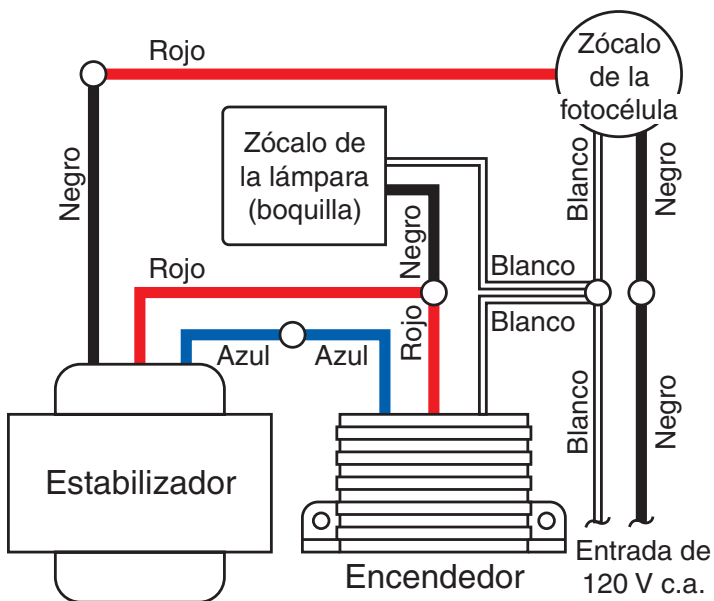 Rojo
Zócalo
de la
fotocélula
Negro
Zócalo de
la lámpara
(boquilla)
Blanco
Negro
Negro
Rojo
Blanco
Rojo
Blanco
Azul
Azul
Blanco
Negro
Estabilizador
Encendedor
Entrada de
120 V c.a.